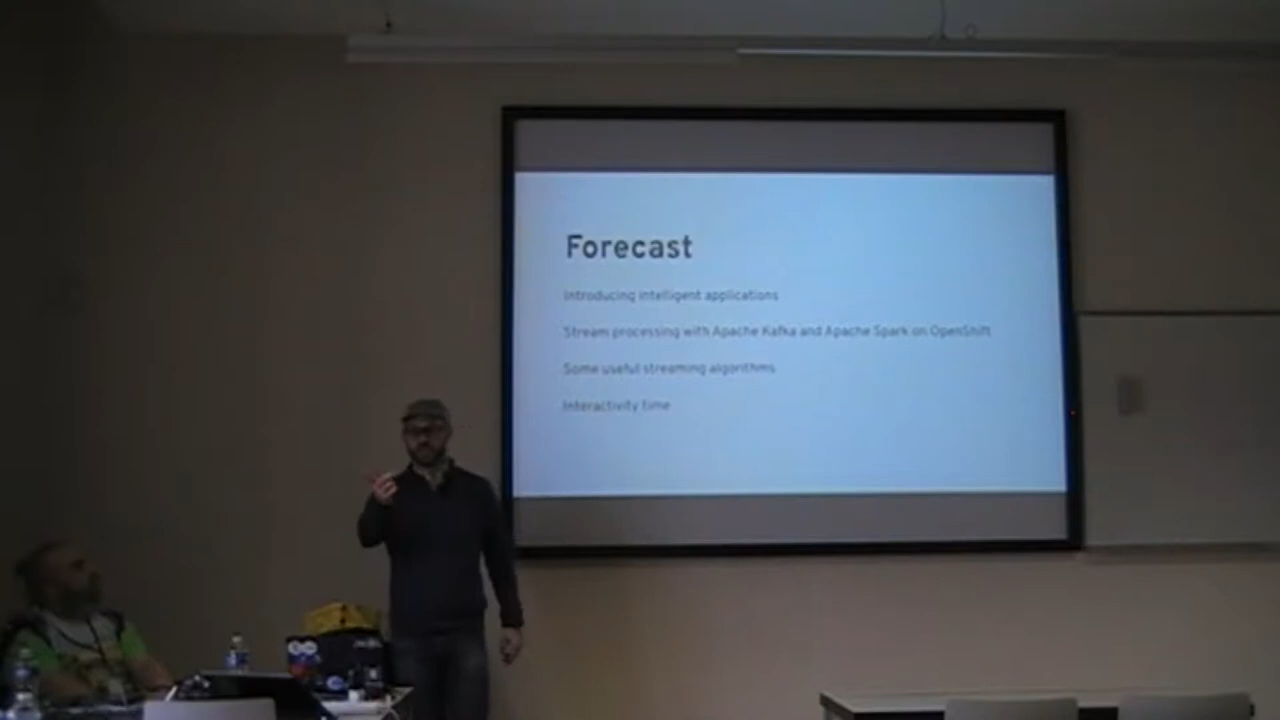 Forecast
Introducing intelligent applications
Stream processing with Apache Kafka and Apache Spark on OpenShift
Some useful streaming algorithms
Interactivity time